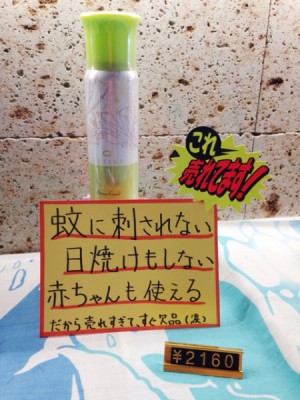 これ
売れてます!
蚊に刺されない
日焼けもしない
赤ちゃんも使える
だから売れすぎて、すぐ欠品(涙)
¥2160